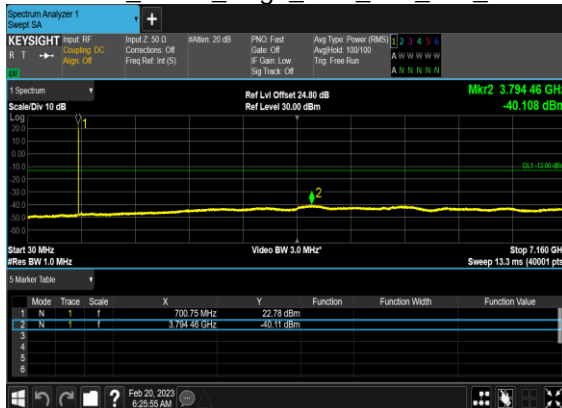 Spectrum Analyzer 1
Swept SA
KEYSIGHT Input: RF Input Z: 50 Ω #Atten: 20 dB PNO: Fast Avg Type: Power (RMS) 1 2 3 4 5 6
R T Coupling: DC Corrections: Off Gate: Off Avg|Hold: 100/100 A W W W W W
Align: Off Freq Ref: Int (S) IF Gain: Low Trig: Free Run
Sig Track: Off A N N N N N
1 Spectrum Ref Lvl Offset 24.80 dB Mkr2 3.794 46 GHz
Scale/Div 10 dB Ref Level 30.00 dBm -40.108 dBm
Log
20.0
10.0
0.00
-10.0
DL1 -13.00 dBm
-20.0
-30.0
-40.0
-50.0
-60.0
1
2
Start 30 MHz Video BW 3.0 MHz* Stop 7.160 GHz
#Res BW 1.0 MHz Sweep 13.3 ms (40001 pts)
5 Marker Table
Mode Trace Scale X Y Function Function Width Function Value
1 N 1 f 700.75 MHz 22.78 dBm
2 N 1 f 3.794 46 GHz -40.11 dBm
3
4
5
6
? Feb 20, 2023
6:25:55 AM